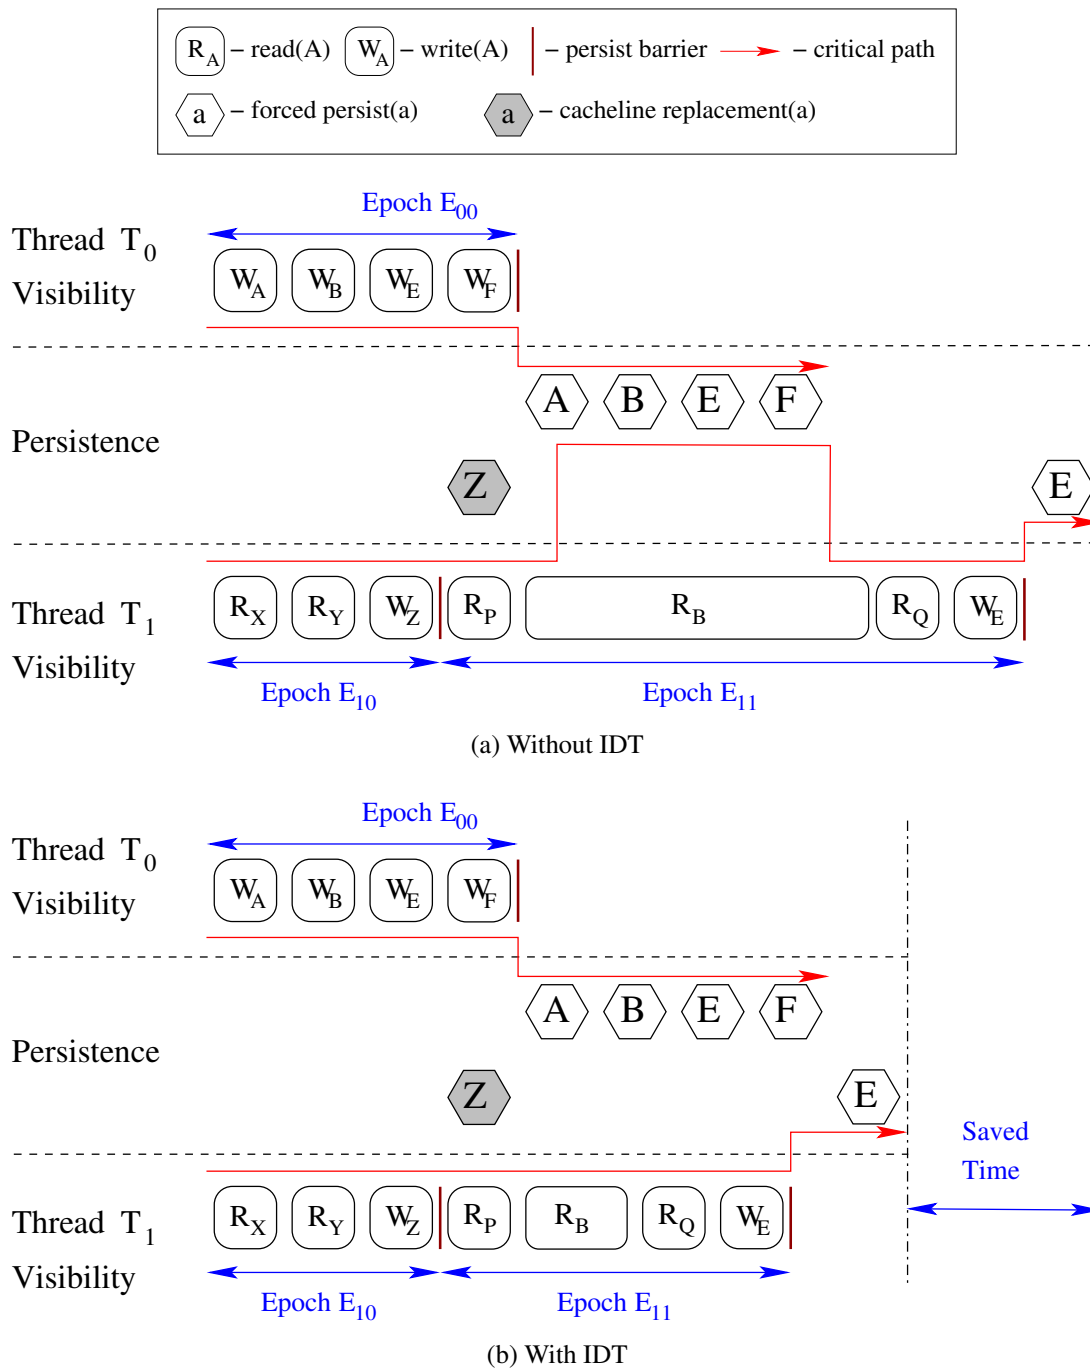 R_A – read(A) W_A – write(A) – persist barrier – critical path
a – forced persist(a) a – cacheline replacement(a)
Epoch E_00
Thread T_0
Visibility
W_A W_B W_E W_F
A B E F
Persistence
Z E
Thread T_1
Visibility
R_X R_Y W_Z R_P R_B R_Q W_E
Epoch E_10 Epoch E_11
(a) Without IDT
Epoch E_00
Thread T_0
Visibility
W_A W_B W_E W_F
A B E F
Persistence
Z E
Saved
Time
Thread T_1
Visibility
R_X R_Y W_Z R_P R_B R_Q W_E
Epoch E_10 Epoch E_11
(b) With IDT